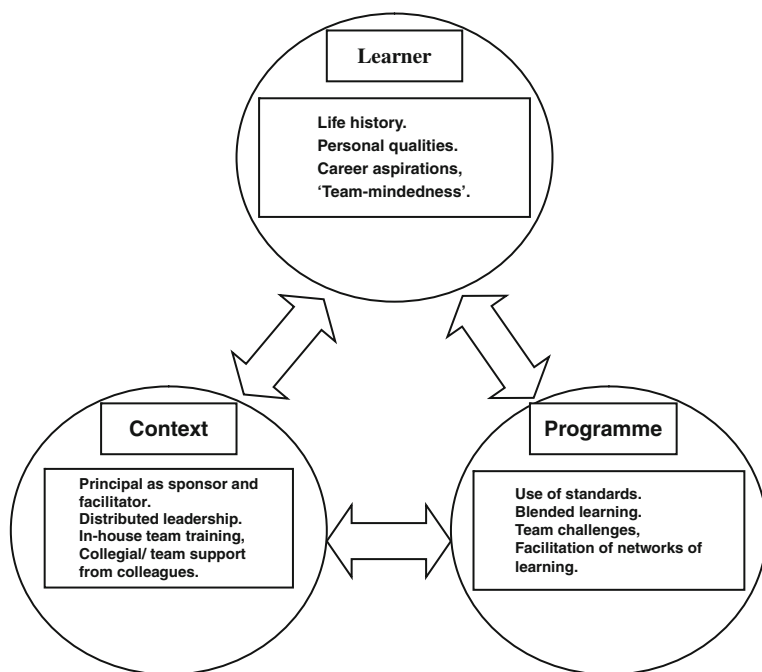 Learner
Life history.
Personal qualities.
Career aspirations,
‘Team-mindedness’.
Context
Principal as sponsor and
facilitator.
Distributed leadership.
In-house team training,
Collegial/ team support
from colleagues.
Programme
Use of standards.
Blended learning.
Team challenges,
Facilitation of networks of
learning.